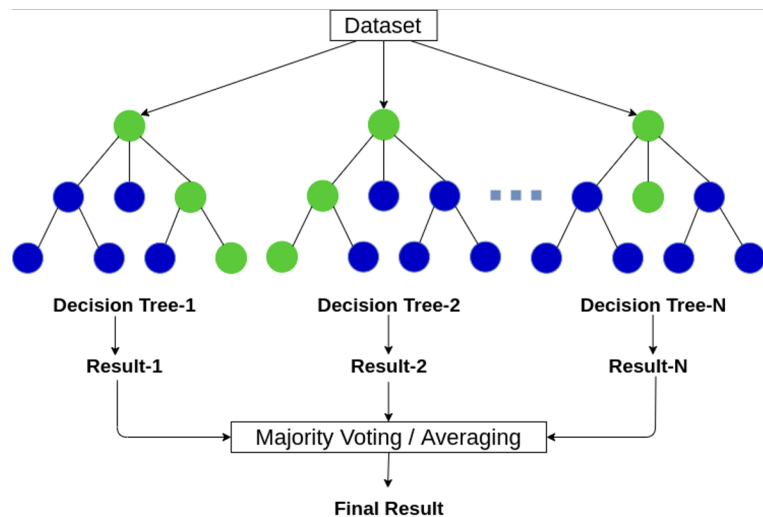 Dataset
Decision Tree-1
Decision Tree-2
Decision Tree-N
Result-1
Result-2
Result-N
Majority Voting / Averaging
Final Result